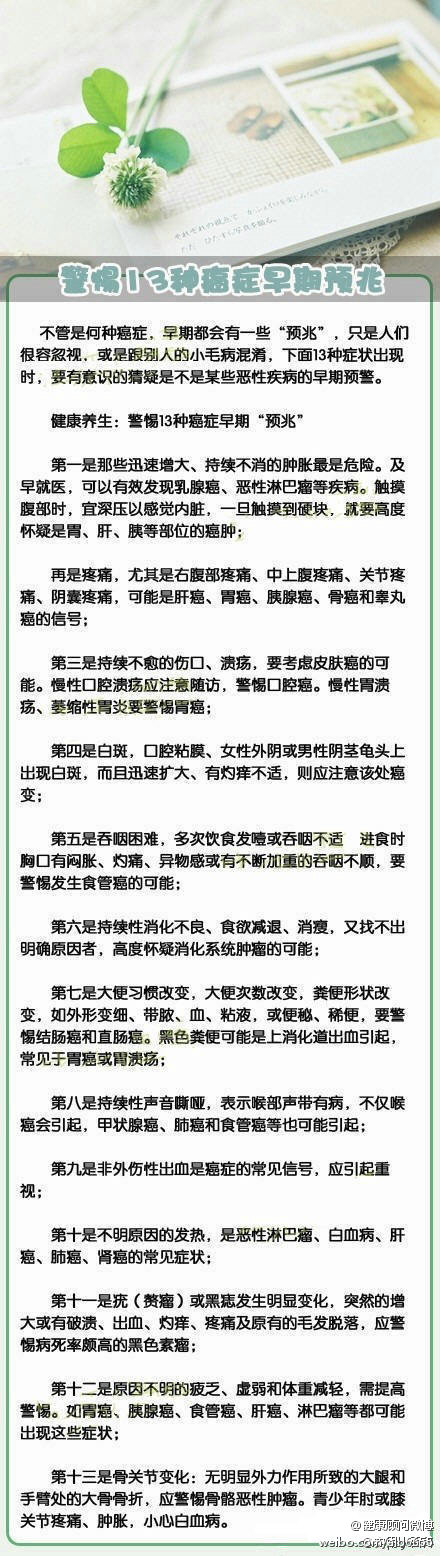 それぞれの視点で
ただ ひたすら写真を撮る。
警惕13种癌症早期预兆
不管是何种癌症，早期都会有一些“预兆”，只是人们
很容忽视，或是跟别人的小毛病混淆，下面13种症状出现
时，要有意识的猜疑是不是某些恶性疾病的早期预警。
健康养生：警惕13种癌症早期“预兆”
第一是那些迅速增大、持续不消的肿胀最是危险。及
早就医，可以有效发现乳腺癌、恶性淋巴瘤等疾病。触摸
腹部时，宜深压以感觉内脏，一旦触摸到硬块，就要高度
怀疑是胃、肝、胰等部位的癌肿；
再是疼痛，尤其是右腹部疼痛、中上腹疼痛、关节疼
痛、阴囊疼痛，可能是肝癌、胃癌、胰腺癌、骨癌和睾丸
癌的信号；
第三是持续不愈的伤口、溃疡，要考虑皮肤癌的可
能。慢性口腔溃疡应注意随访，警惕口腔癌。慢性胃溃
疡、萎缩性胃炎要警惕胃癌；
第四是白斑，口腔粘膜、女性外阴或男性阴茎龟头上
出现白斑，而且迅速扩大、有灼痒不适，则应注意该处癌
变；
第五是吞咽困难，多次饮食发噎或吞咽不适　进食时
胸口有闷胀、灼痛、异物感或有不断加重的吞咽不顺，要
警惕发生食管癌的可能；
第六是持续性消化不良、食欲减退、消瘦，又找不出
明确原因者，高度怀疑消化系统肿瘤的可能；
第七是大便习惯改变，大便次数改变，粪便形状改
变，如外形变细、带脓、血、粘液，或便秘、稀便，要警
惕结肠癌和直肠癌。黑色粪便可能是上消化道出血引起，
常见于胃癌或胃溃疡；
第八是持续性声音嘶哑，表示喉部声带有病，不仅喉
癌会引起，甲状腺癌、肺癌和食管癌等也可能引起；
第九是非外伤性出血是癌症的常见信号，应引起重
视；
第十是不明原因的发热，是恶性淋巴瘤、白血病、肝
癌、肺癌、肾癌的常见症状；
第十一是疣（赘瘤）或黑痣发生明显变化，突然的增
大或有破溃、出血、灼痒、疼痛及原有的毛发脱落，应警
惕病死率颇高的黑色素瘤；
第十二是原因不明的疲乏、虚弱和体重减轻，需提高
警惕。如胃癌、胰腺癌、食管癌、肝癌、淋巴瘤等都可能
出现这些症状；
第十三是骨关节变化：无明显外力作用所致的大腿和
手臂处的大骨骨折，应警惕骨骼恶性肿瘤。青少年肘或膝
关节疼痛、肿胀，小心白血病。
@健康顾问微博